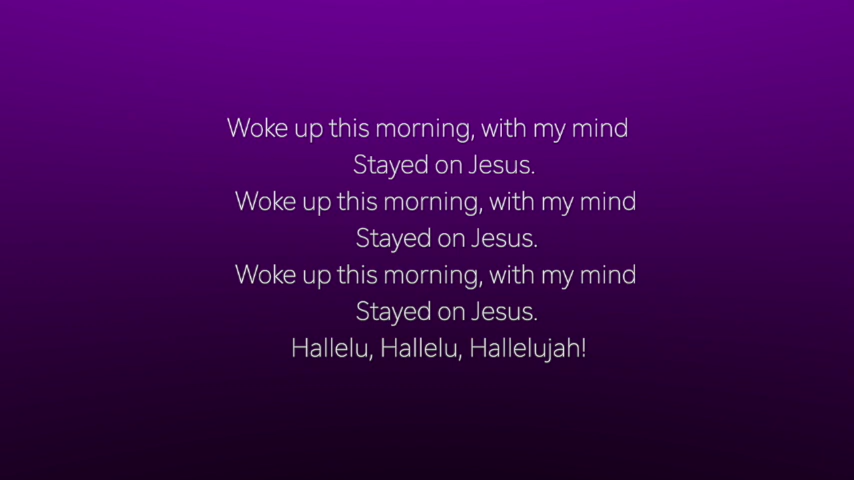 Woke up this morning, with my mind
Stayed on Jesus.
Woke up this morning, with my mind
Stayed on Jesus.
Woke up this morning, with my mind
Stayed on Jesus.
Hallelu, Hallelu, Hallelujah!